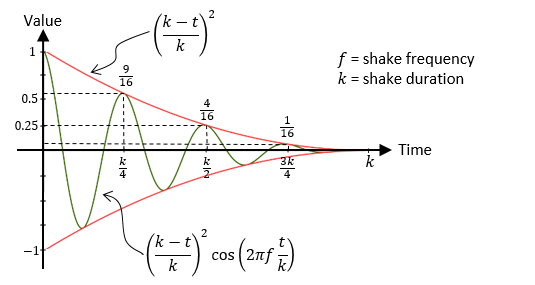 Value
((k−t)/k)²
f = shake frequency
k = shake duration
1
9/16
0.5
4/16
0.25
1/16
Time
k/4
k/2
3k/4
k
−1
((k−t)/k)² cos(2πf t/k)